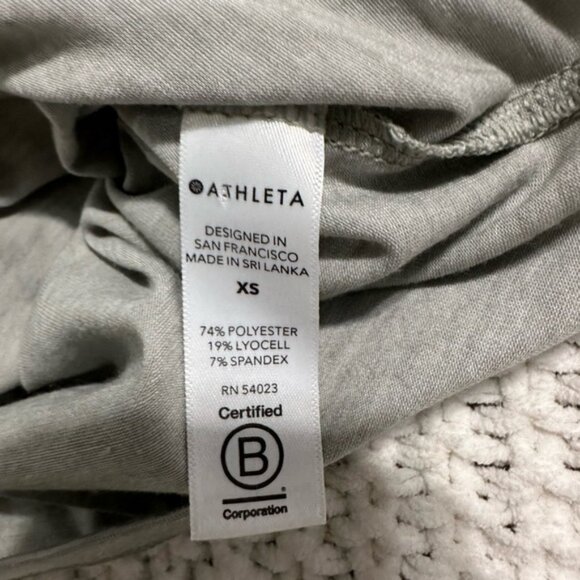 ATHLETA
DESIGNED IN
SAN FRANCISCO
MADE IN SRI LANKA
XS
74% POLYESTER
19% LYOCELL
7% SPANDEX
RN 54023
Certified
B
Corporation